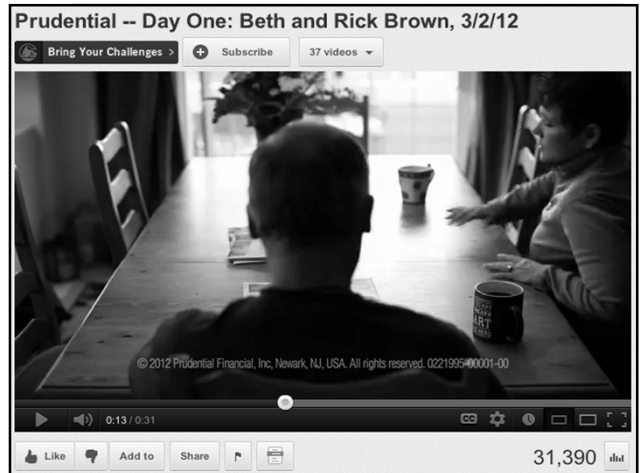 Prudential -- Day One: Beth and Rick Brown, 3/2/12
Bring Your Challenges >
Subscribe
37 videos
ART
© 2012 Prudential Financial, Inc, Newark, NJ, USA. All rights reserved. 0221995-00001-00
0:13 / 0:31
CC
Like
Add to
Share
31,390